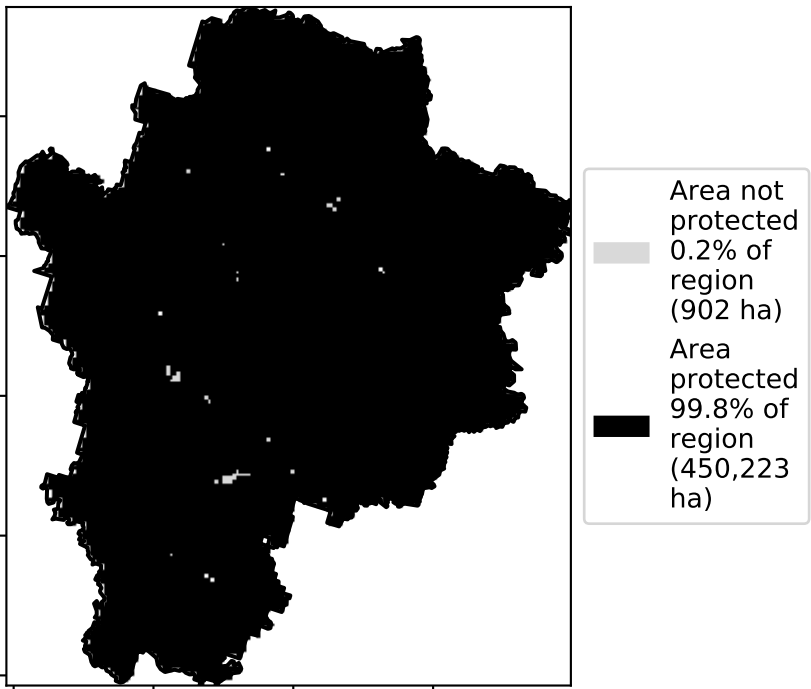 Area not
protected
0.2% of
region
(902 ha)
Area
protected
99.8% of
region
(450,223
ha)